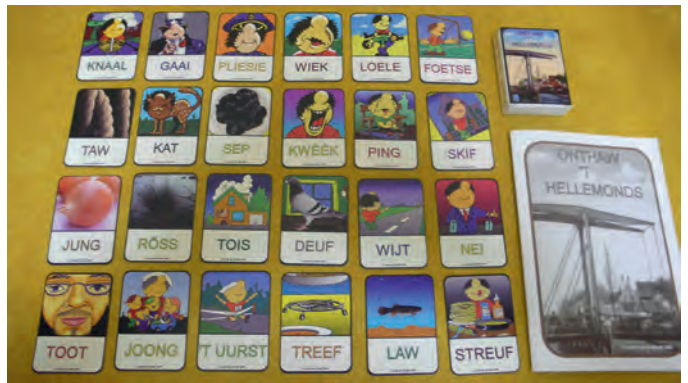 KNAAL
GAAI
PLIESIE
WIEK
LOELE
FOETSE
TAW
KAT
SEP
KWÈÈK
PING
SKIF
JUNG
RÖSS
TOIS
DEUF
WIJT
NEI
TOOT
JOONG
'T UURST
TREEF
LAW
STREUF
ONTHAW
'T
HELLEMONDS